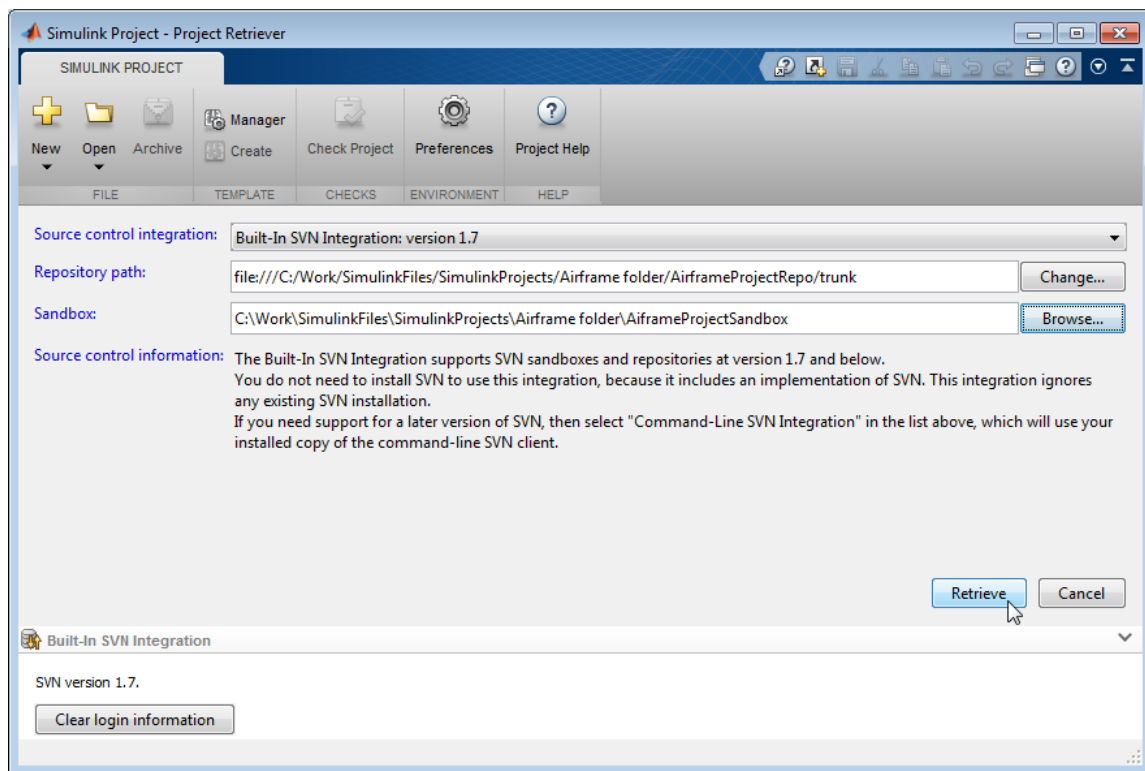 Simulink Project - Project Retriever
SIMULINK PROJECT
New
Open
Archive
Manager
Create
Check Project
Preferences
Project Help
FILE
TEMPLATE
CHECKS
ENVIRONMENT
HELP
Source control integration: Built-In SVN Integration: version 1.7
Repository path: file:///C:/Work/SimulinkFiles/SimulinkProjects/Airframe folder/AirframeProjectRepo/trunk Change...
Sandbox: C:\Work\SimulinkFiles\SimulinkProjects\Airframe folder\AiframeProjectSandbox Browse...
Source control information: The Built-In SVN Integration supports SVN sandboxes and repositories at version 1.7 and below.
You do not need to install SVN to use this integration, because it includes an implementation of SVN. This integration ignores
any existing SVN installation.
If you need support for a later version of SVN, then select "Command-Line SVN Integration" in the list above, which will use your
installed copy of the command-line SVN client.
Retrieve Cancel
Built-In SVN Integration
SVN version 1.7.
Clear login information